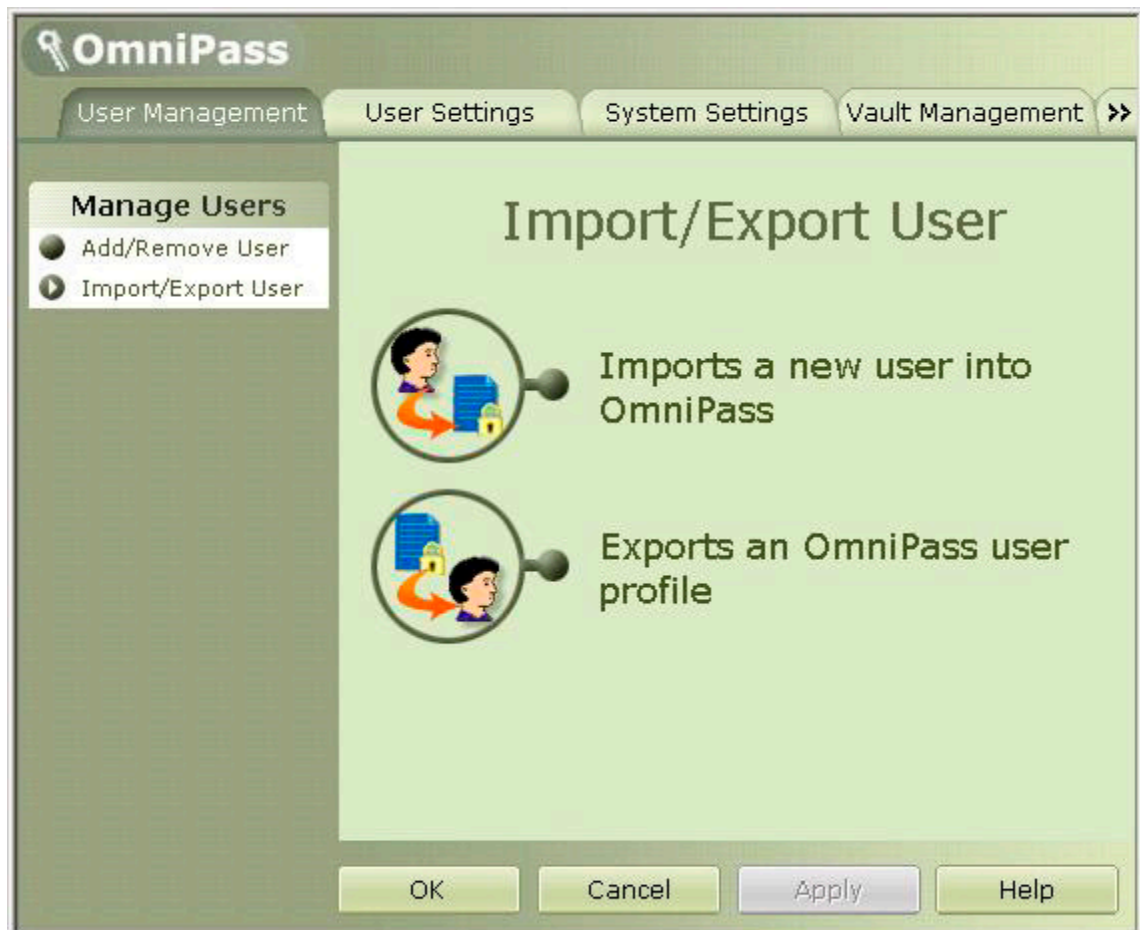 OmniPass
User Management
User Settings
System Settings
Vault Management
Manage Users
Add/Remove User
Import/Export User
Import/Export User
Imports a new user into
OmniPass
Exports an OmniPass user
profile
OK
Cancel
Apply
Help